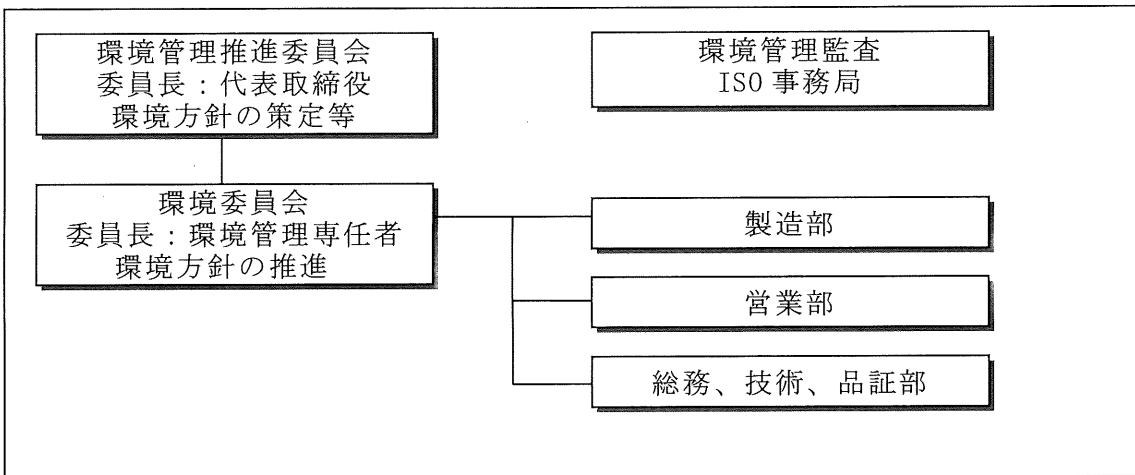 環境管理推進委員会
委員長：代表取締役
環境方針の策定等
環境管理監査
ISO 事務局
環境委員会
委員長：環境管理専任者
環境方針の推進
製造部
営業部
総務、技術、品証部